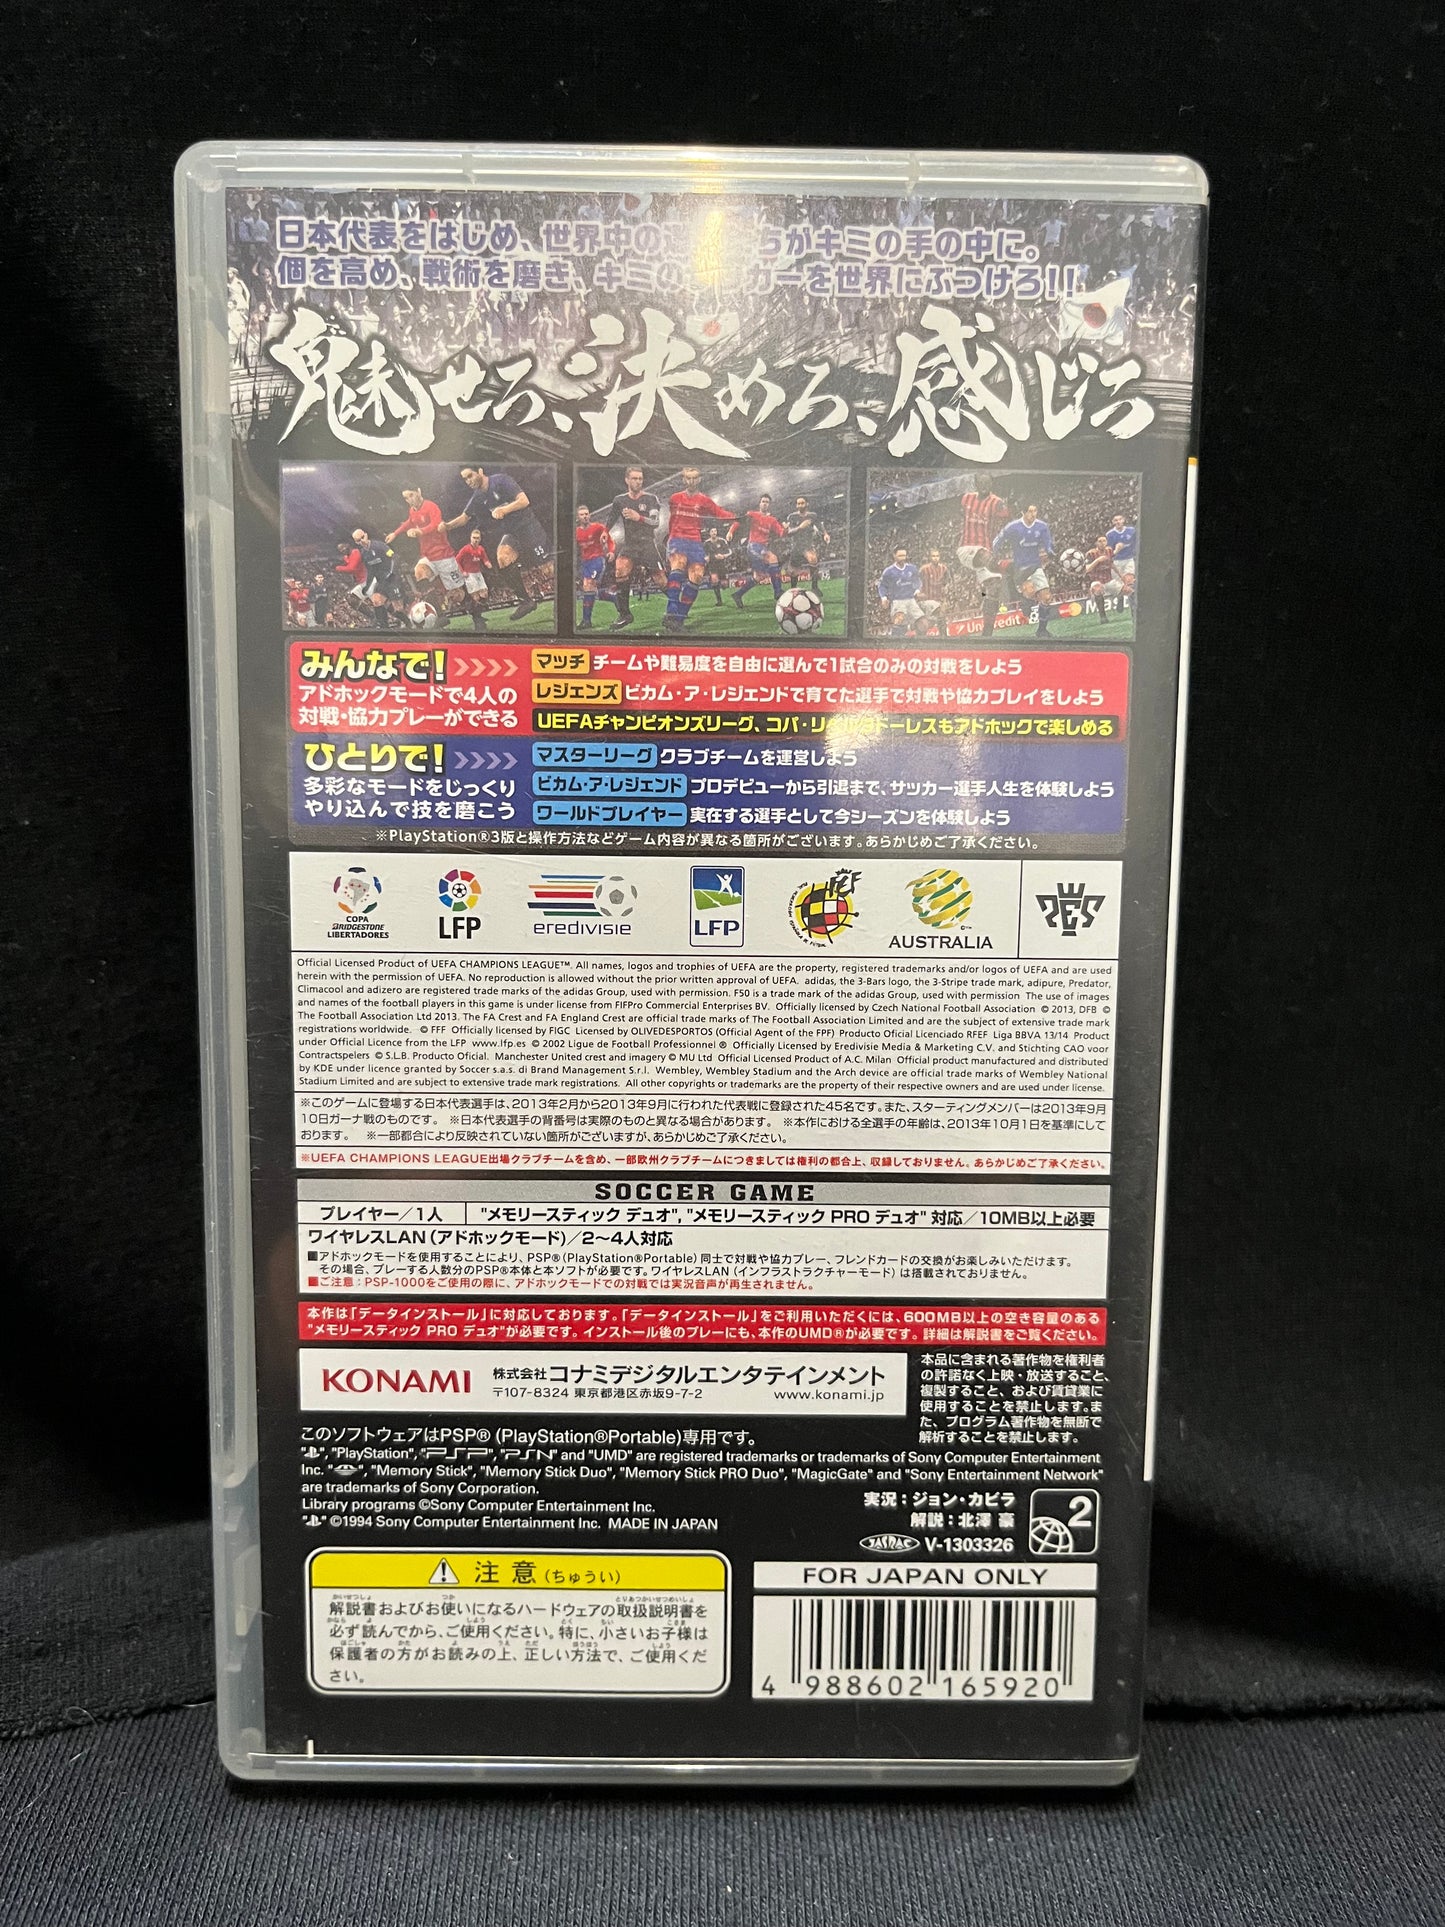 日本代表をはじめ、世界中の選 ちがキミの手の中に。
個を高め、戦術を磨き、キミの カーを世界にぶつけろ!!
魅せろ、決めろ、感じろ
みんなで! >>>>
アドホックモードで4人の
対戦・協力プレーができる
マッチ チームや難易度を自由に選んで1試合のみの対戦をしよう
レジェンズ ビカム・ア・レジェンドで育てた選手で対戦や協力プレイをしよう
UEFAチャンピオンズリーグ、コパ・リベルタドーレスもアドホックで楽しめる
ひとりで! >>>>
多彩なモードをじっくり
やり込んで技を磨こう
マスターリーグ クラブチームを運営しよう
ビカム・ア・レジェンド プロデビューから引退まで、サッカー選手人生を体験しよう
ワールドプレイヤー 実在する選手として今シーズンを体験しよう
※PlayStation®3版と操作方法などゲーム内容が異なる箇所がございます。あらかじめご了承ください。
COPA
BRIDGESTONE
LIBERTADORES
LFP
eredivisie
LFP
RFEF
AUSTRALIA
PES
Official Licensed Product of UEFA CHAMPIONS LEAGUE™. All names, logos and trophies of UEFA are the property, registered trademarks and/or logos of UEFA and are used
herein with the permission of UEFA. No reproduction is allowed without the prior written approval of UEFA. adidas, the 3-Bars logo, the 3-Stripe trade mark, adipure, Predator,
Climacool and adizero are registered trade marks of the adidas Group, used with permission. F50 is a trade mark of the adidas Group, used with permission The use of images
and names of the football players in this game is under license from FIFPro Commercial Enterprises BV. Officially licensed by Czech National Football Association © 2013, DFB ©
The Football Association Ltd 2013. The FA Crest and FA England Crest are official trade marks of The Football Association Limited and are the subject of extensive trade mark
registrations worldwide. © FFF Officially licensed by FIGC Licensed by OLIVEDESPORTOS (Official Agent of the FPF) Producto Oficial Licenciado RFEF Liga BBVA 13/14 Product
under Official Licence from the LFP www.lfp.es © 2002 Ligue de Football Professionnel ® Officially Licensed by Eredivisie Media & Marketing C.V. and Stichting CAO voor
Contractspelers © S.L.B. Producto Oficial. Manchester United crest and imagery © MU Ltd Official Licensed Product of A.C. Milan Official product manufactured and distributed
by KDE under licence granted by Soccer s.a.s. di Brand Management S.r.l. Wembley, Wembley Stadium and the Arch device are official trade marks of Wembley National
Stadium Limited and are subject to extensive trade mark registrations. All other copyrights or trademarks are the property of their respective owners and are used under license.
※このゲームに登場する日本代表選手は、2013年2月から2013年9月に行われた代表戦に登録された45名です。また、スターティングメンバーは2013年9月
10日ガーナ戦のものです。 ※日本代表選手の背番号は実際のものと異なる場合があります。 ※本作における全選手の年齢は、2013年10月1日を基準にして
おります。 ※一部都合により反映されていない箇所がございますが、あらかじめご了承ください。
※UEFA CHAMPIONS LEAGUE出場クラブチームを含め、一部欧州クラブチームにつきましては権利の都合上、収録しておりません。あらかじめご了承ください。
SOCCER GAME
プレイヤー/1人 "メモリースティック デュオ", "メモリースティック PRO デュオ" 対応/10MB以上必要
ワイヤレスLAN(アドホックモード)/2~4人対応
■アドホックモードを使用することにより、PSP®(PlayStation®Portable)同士で対戦や協力プレー、フレンドカードの交換がお楽しみいただけます。
その場合、プレーする人数分のPSP®本体と本ソフトが必要です。ワイヤレスLAN(インフラストラクチャーモード)は搭載されておりません。
■ご注意:PSP-1000をご使用の際に、アドホックモードでの対戦では実況音声が再生されません。
本作は「データインストール」に対応しております。「データインストール」をご利用いただくには、600MB以上の空き容量のある
"メモリースティック PRO デュオ"が必要です。インストール後のプレーにも、本作のUMD®が必要です。詳細は解説書をご覧ください。
KONAMI
株式会社コナミデジタルエンタテインメント
〒107-8324 東京都港区赤坂9-7-2 www.konami.jp
本品に含まれる著作物を権利者
の許諾なく上映・放送すること、
複製すること、および賃貸業に
使用することを禁止します。ま
た、プログラム著作物を無断で
解析することを禁止します。
このソフトウェアはPSP®(PlayStation®Portable)専用です。
" ", "PlayStation", "PSP", "PSN" and "UMD" are registered trademarks or trademarks of Sony Computer Entertainment
Inc. " ", "Memory Stick", "Memory Stick Duo", "Memory Stick PRO Duo", "MagicGate" and "Sony Entertainment Network"
are trademarks of Sony Corporation.
Library programs ©Sony Computer Entertainment Inc.
" " ©1994 Sony Computer Entertainment Inc. MADE IN JAPAN
実況:ジョン・カビラ
解説:北澤 豪
JASRAC V-1303326
2
注意(ちゅうい)
解説書およびお使いになるハードウェアの取扱説明書を
必ず読んでから、ご使用ください。特に、小さいお子様は
保護者の方がお読みの上、正しい方法で、ご使用くだ
さい。
FOR JAPAN ONLY
4 988602 165920